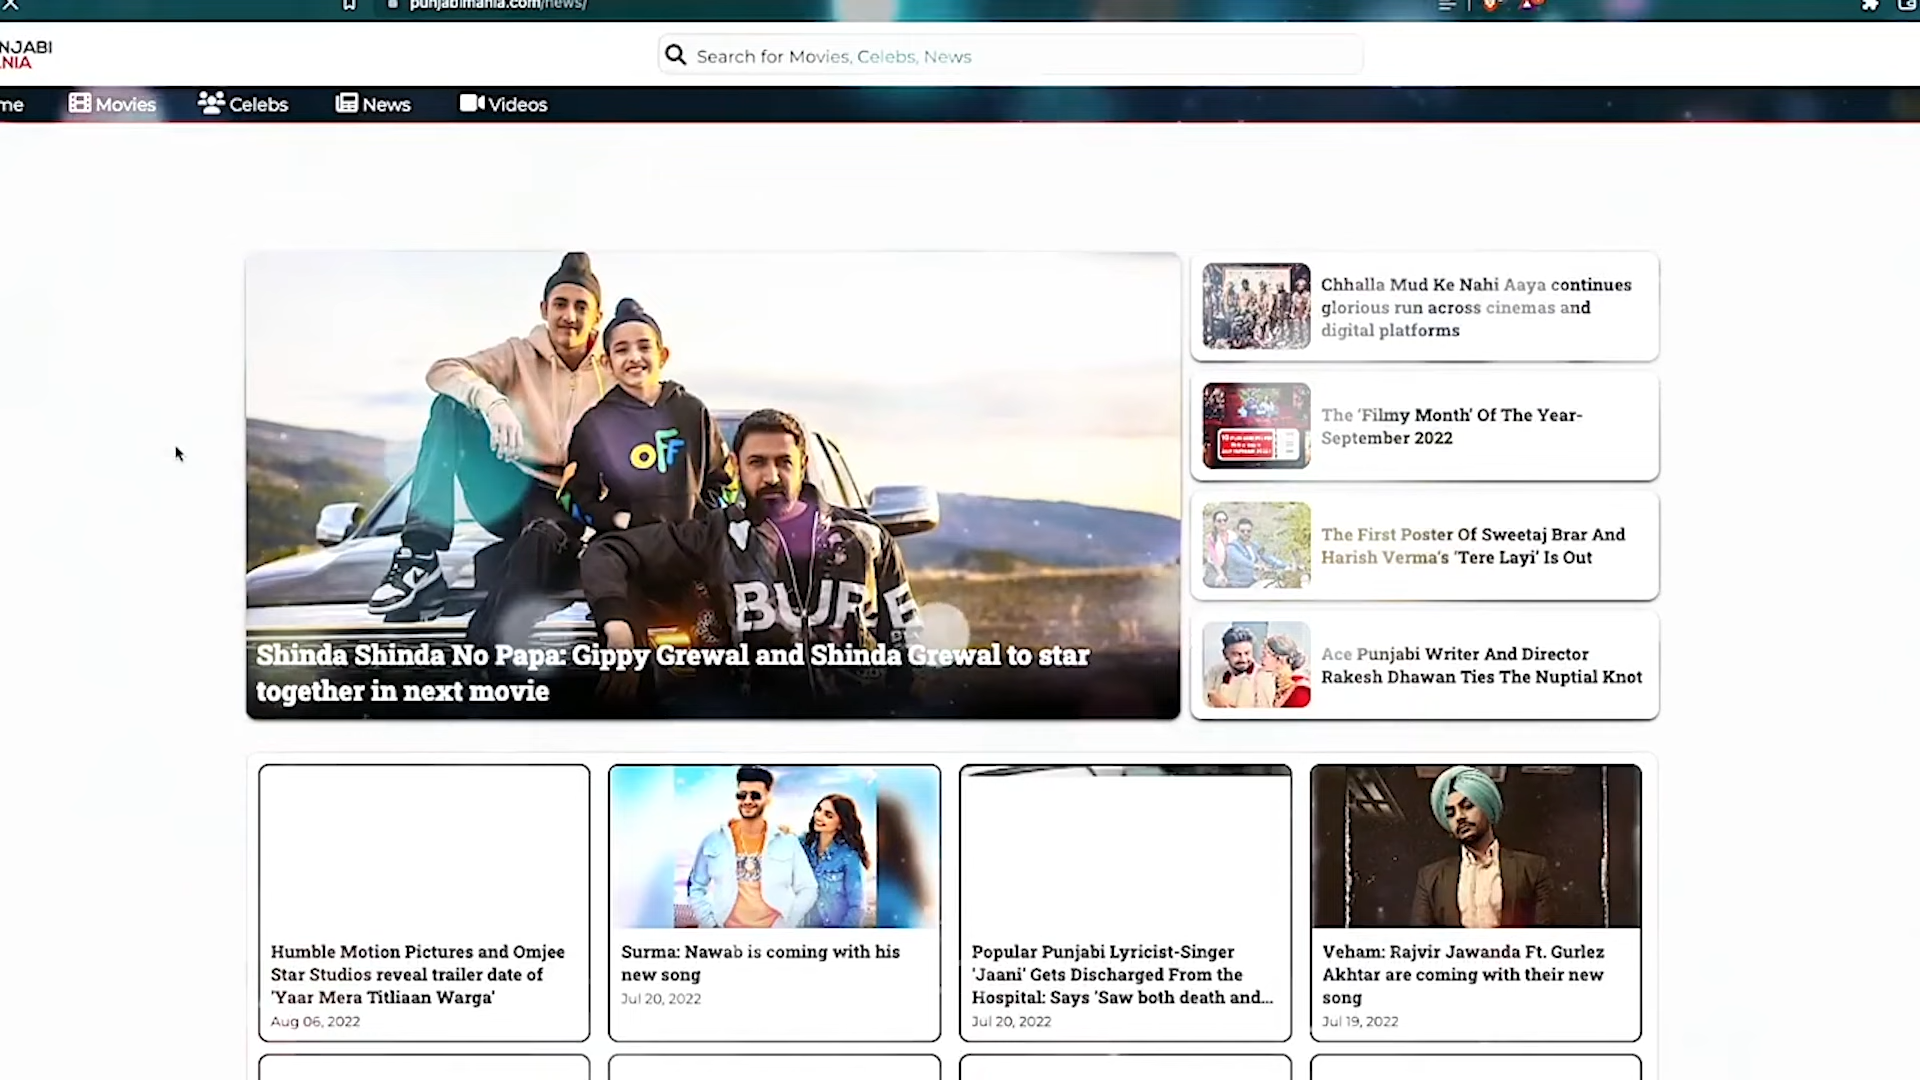 punjabimania.com/news/
NJABI
NIA
Search for Movies, Celebs, News
me
Movies
Celebs
News
Videos
OFF
BURB
Shinda Shinda No Papa: Gippy Grewal and Shinda Grewal to star
together in next movie
Chhalla Mud Ke Nahi Aaya continues
glorious run across cinemas and
digital platforms
The 'Filmy Month' Of The Year-
September 2022
The First Poster Of Sweetaj Brar And
Harish Verma's 'Tere Layi' Is Out
Ace Punjabi Writer And Director
Rakesh Dhawan Ties The Nuptial Knot
Humble Motion Pictures and Omjee
Star Studios reveal trailer date of
'Yaar Mera Titliaan Warga'
Aug 06, 2022
Surma: Nawab is coming with his
new song
Jul 20, 2022
Popular Punjabi Lyricist-Singer
'Jaani' Gets Discharged From the
Hospital: Says 'Saw both death and...
Jul 20, 2022
Veham: Rajvir Jawanda Ft. Gurlez
Akhtar are coming with their new
song
Jul 19, 2022